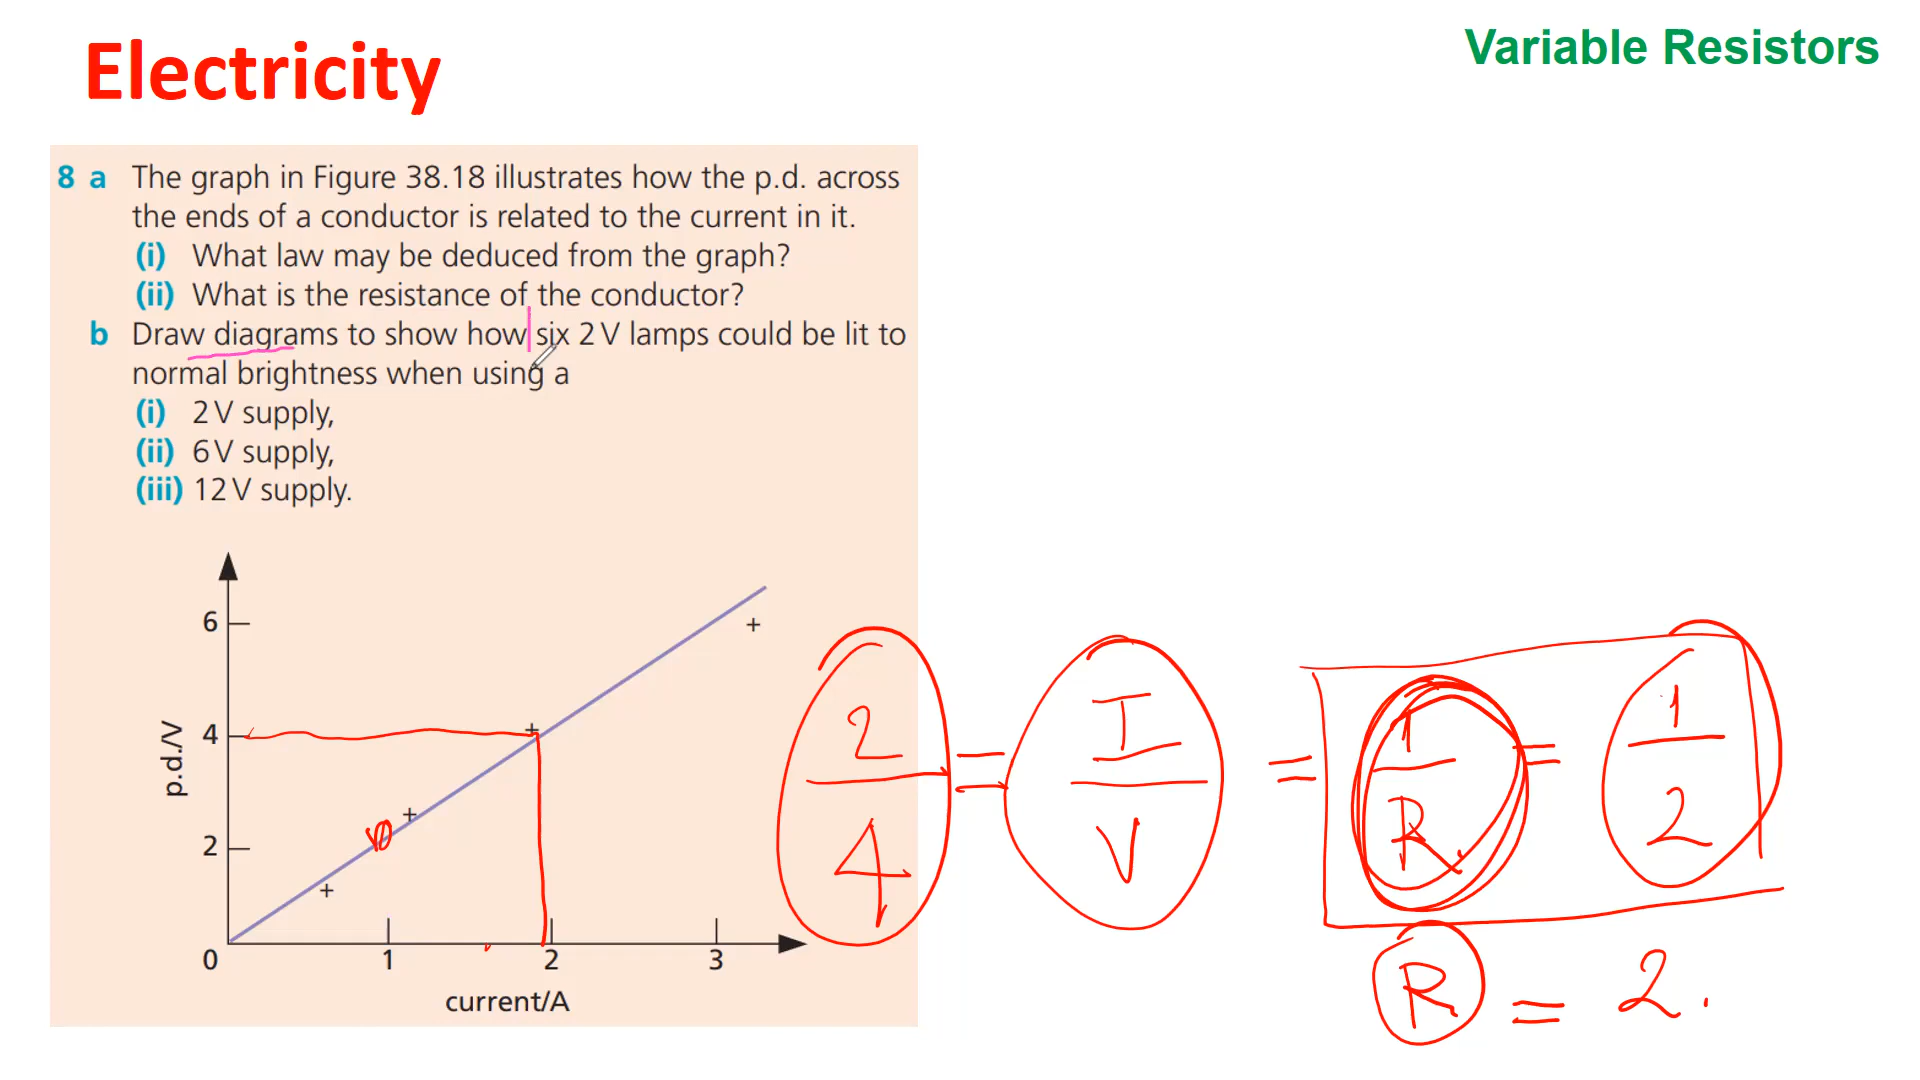 Electricity
Variable Resistors
8 a The graph in Figure 38.18 illustrates how the p.d. across
the ends of a conductor is related to the current in it.
(i) What law may be deduced from the graph?
(ii) What is the resistance of the conductor?
b Draw diagrams to show how six 2 V lamps could be lit to
normal brightness when using a
(i) 2 V supply,
(ii) 6 V supply,
(iii) 12 V supply.
6
4
2
0
1 2 3
p.d./V
current/A
2/4 = I/V = 1/R = 1/2
R = 2.